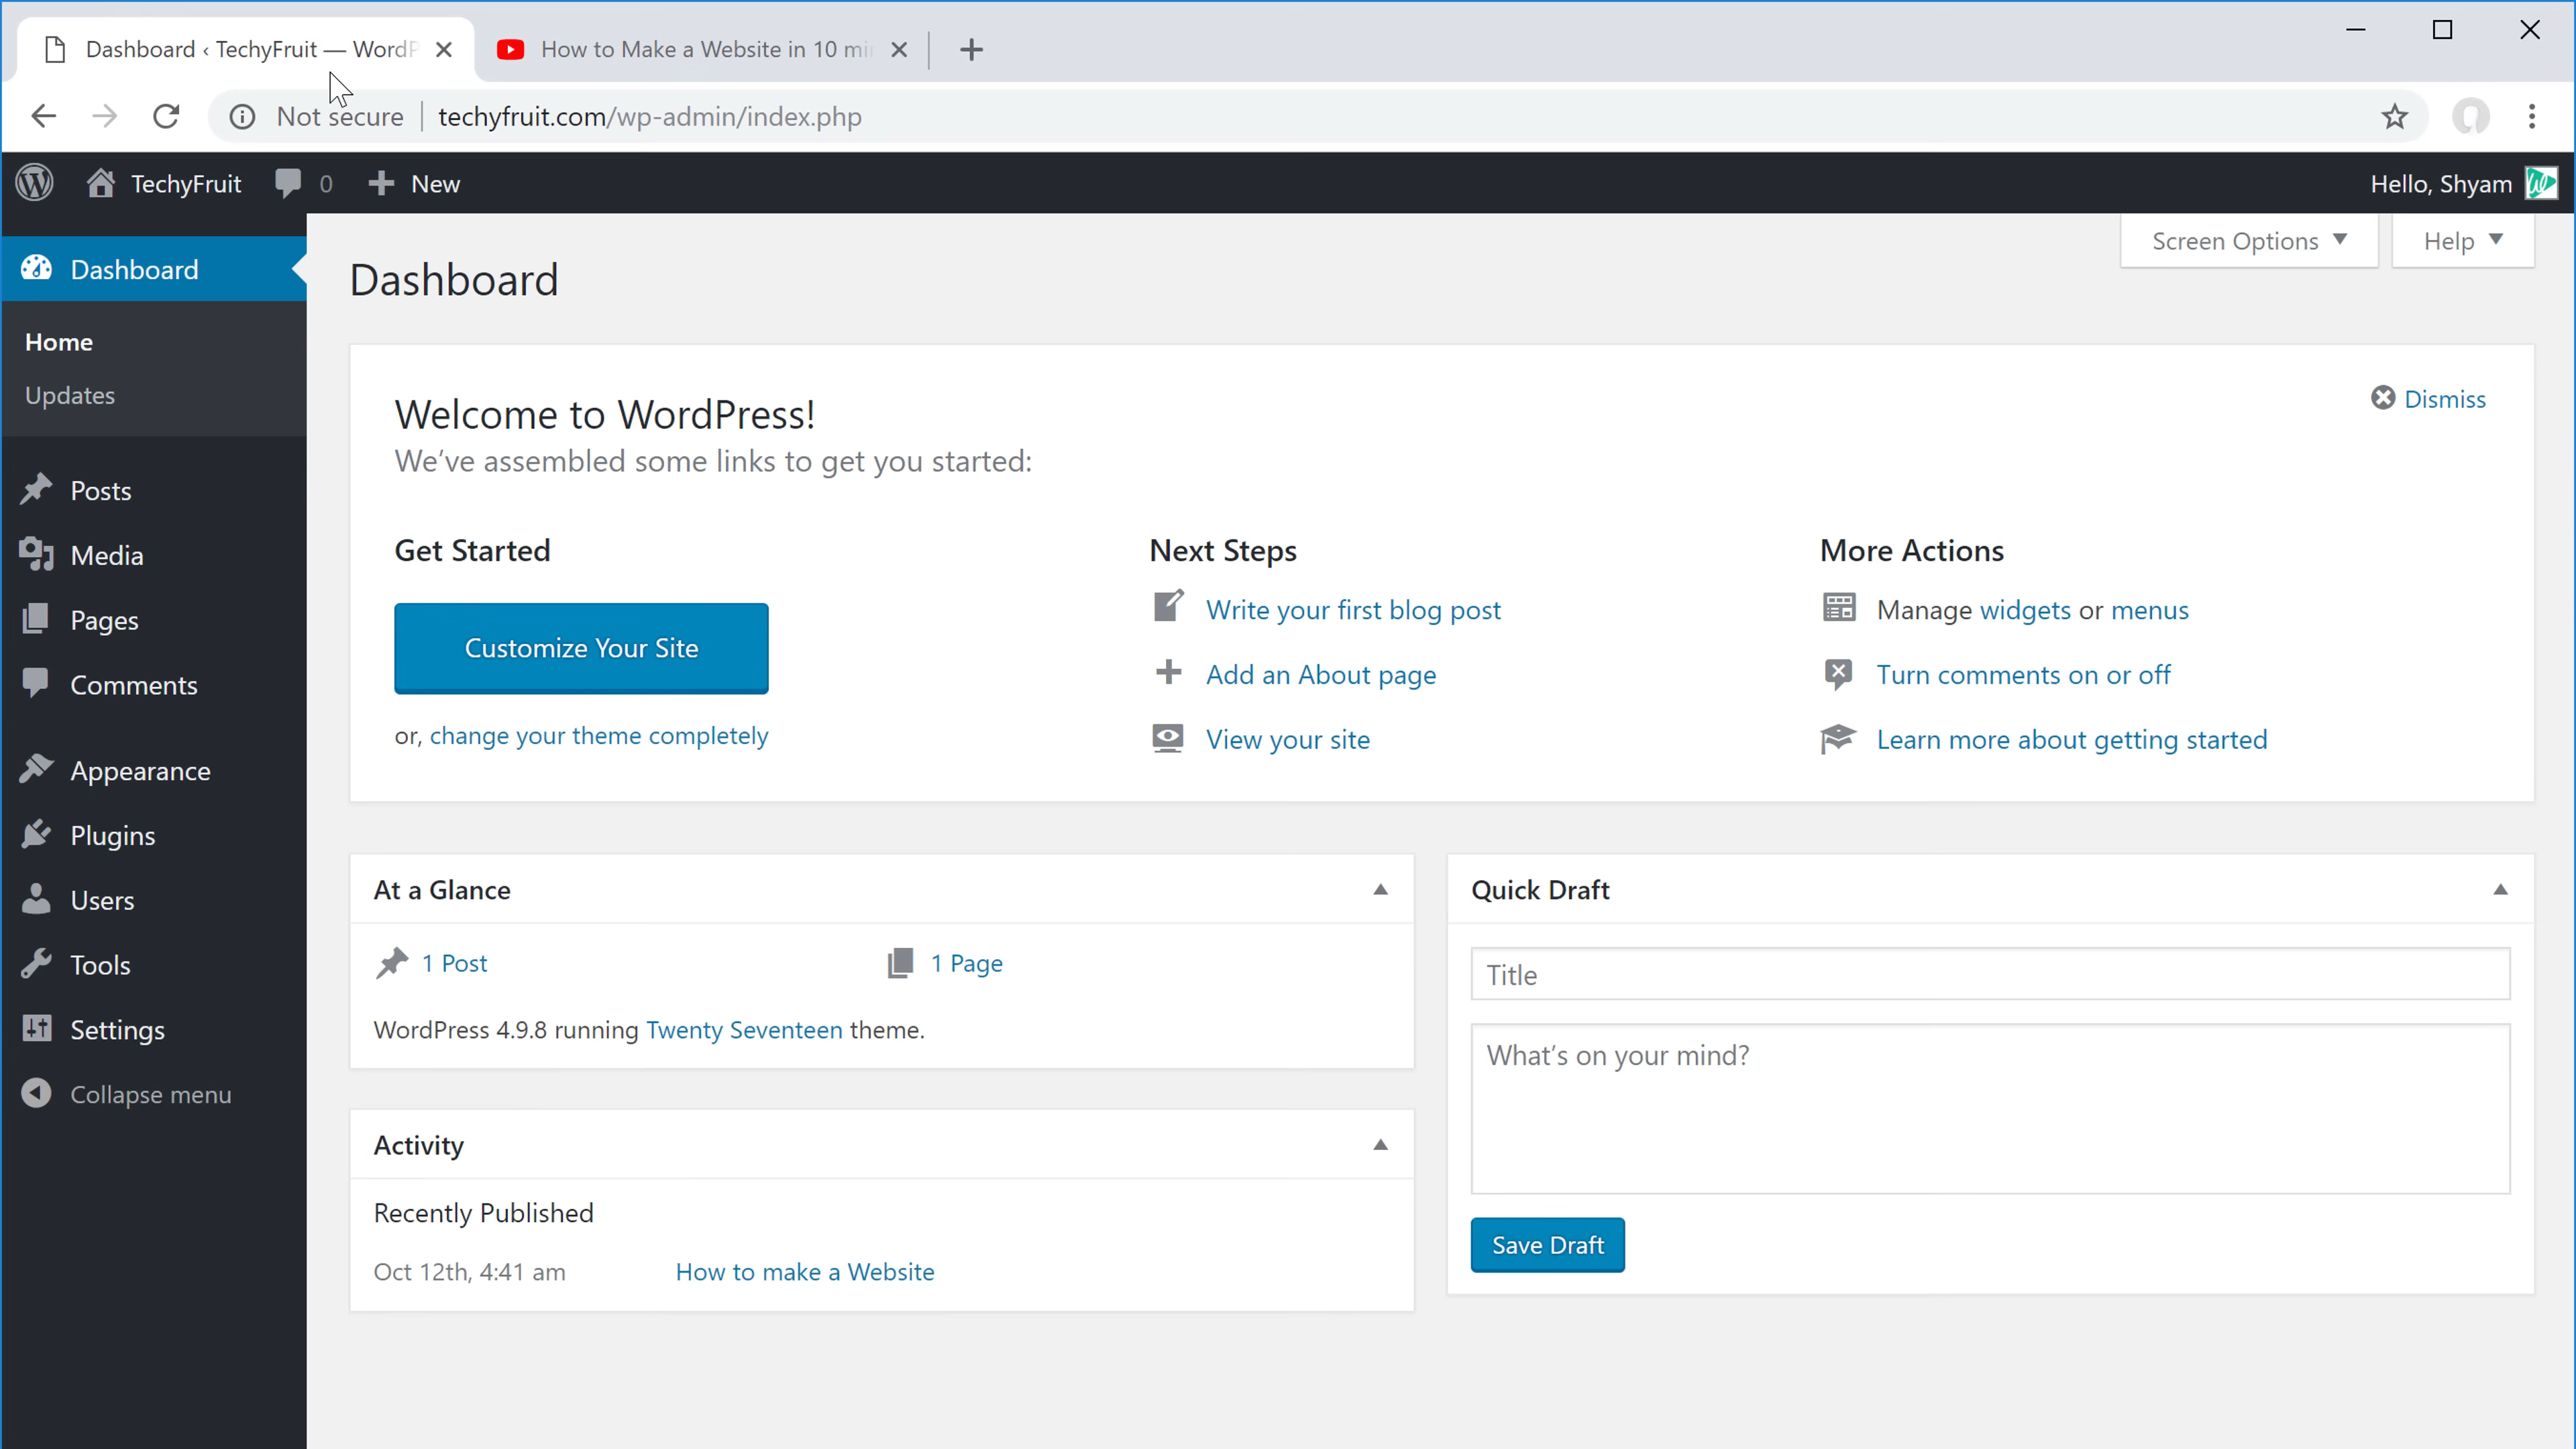 Dashboard ‹ TechyFruit — WordP
How to Make a Website in 10 mi
Not secure
techyfruit.com/wp-admin/index.php
TechyFruit
0
New
Hello, Shyam
Dashboard
Home
Updates
Posts
Media
Pages
Comments
Appearance
Plugins
Users
Tools
Settings
Collapse menu
Screen Options
Help
Dashboard
Welcome to WordPress!
Dismiss
We’ve assembled some links to get you started:
Get Started
Customize Your Site
or, change your theme completely
Next Steps
Write your first blog post
Add an About page
View your site
More Actions
Manage widgets or menus
Turn comments on or off
Learn more about getting started
At a Glance
1 Post
1 Page
WordPress 4.9.8 running Twenty Seventeen theme.
Activity
Recently Published
Oct 12th, 4:41 am
How to make a Website
Quick Draft
Title
What’s on your mind?
Save Draft